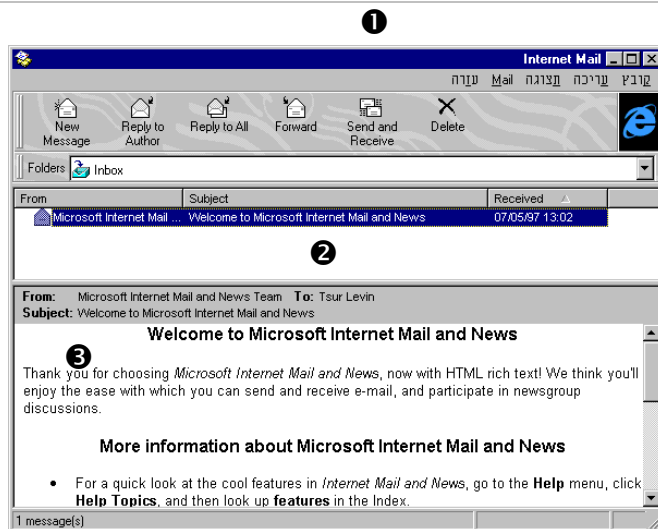 ❶
Internet Mail
קובץ עריכה תצוגה Mail עזרה
New Message
Reply to Author
Reply to All
Forward
Send and Receive
Delete
Folders Inbox
From Subject Received
Microsoft Internet Mail ... Welcome to Microsoft Internet Mail and News 07/05/97 13:02
❷
From: Microsoft Internet Mail and News Team To: Tsur Levin
Subject: Welcome to Microsoft Internet Mail and News
Welcome to Microsoft Internet Mail and News
❸
Thank you for choosing Microsoft Internet Mail and News, now with HTML rich text! We think you'll
enjoy the ease with which you can send and receive e-mail, and participate in newsgroup
discussions.
More information about Microsoft Internet Mail and News
• For a quick look at the cool features in Internet Mail and News, go to the Help menu, click
Help Topics, and then look up features in the Index.
1 message(s)